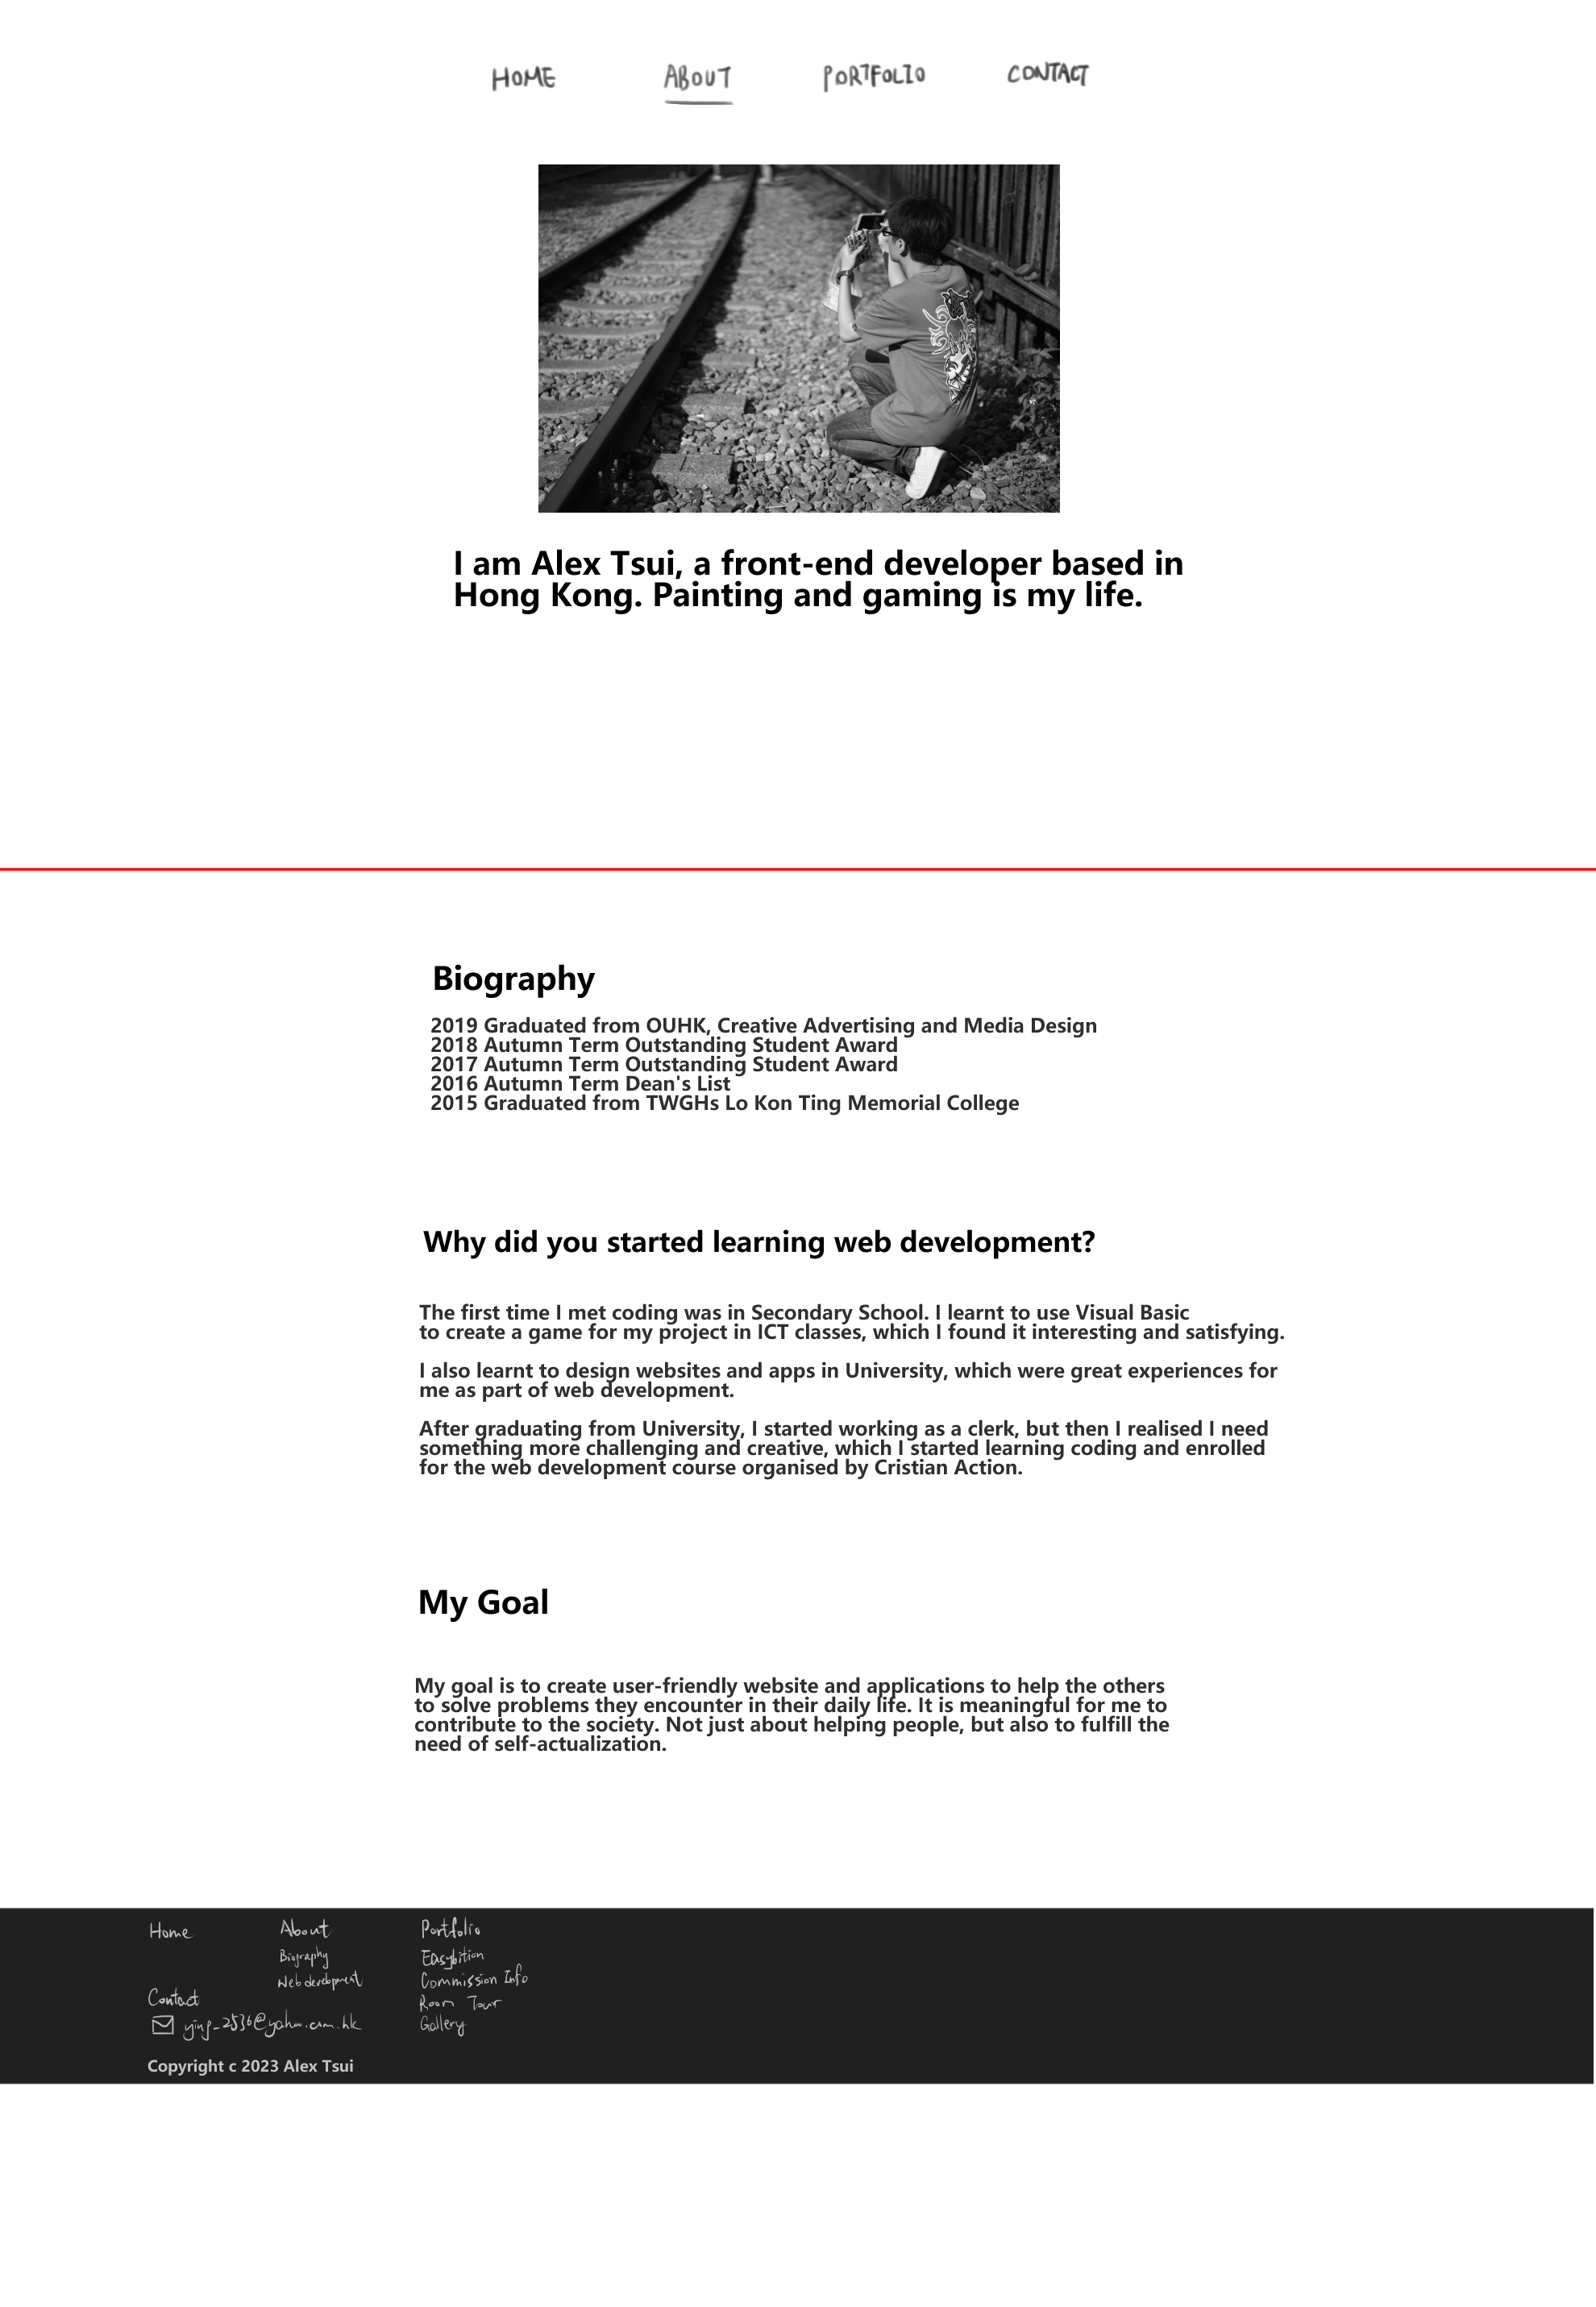 HOME ABOUT PORTFOLIO CONTACT
I am Alex Tsui, a front-end developer based in
Hong Kong. Painting and gaming is my life.
Biography
2019 Graduated from OUHK, Creative Advertising and Media Design
2018 Autumn Term Outstanding Student Award
2017 Autumn Term Outstanding Student Award
2016 Autumn Term Dean's List
2015 Graduated from TWGHs Lo Kon Ting Memorial College
Why did you started learning web development?
The first time I met coding was in Secondary School. I learnt to use Visual Basic
to create a game for my project in ICT classes, which I found it interesting and satisfying.
I also learnt to design websites and apps in University, which were great experiences for
me as part of web development.
After graduating from University, I started working as a clerk, but then I realised I need
something more challenging and creative, which I started learning coding and enrolled
for the web development course organised by Cristian Action.
My Goal
My goal is to create user-friendly website and applications to help the others
to solve problems they encounter in their daily life. It is meaningful for me to
contribute to the society. Not just about helping people, but also to fulfill the
need of self-actualization.
Home
Contact
About
Biography
Web development
Portfolio
Easybition
Commission Info
Room Tour
Gallery
Copyright c 2023 Alex Tsui